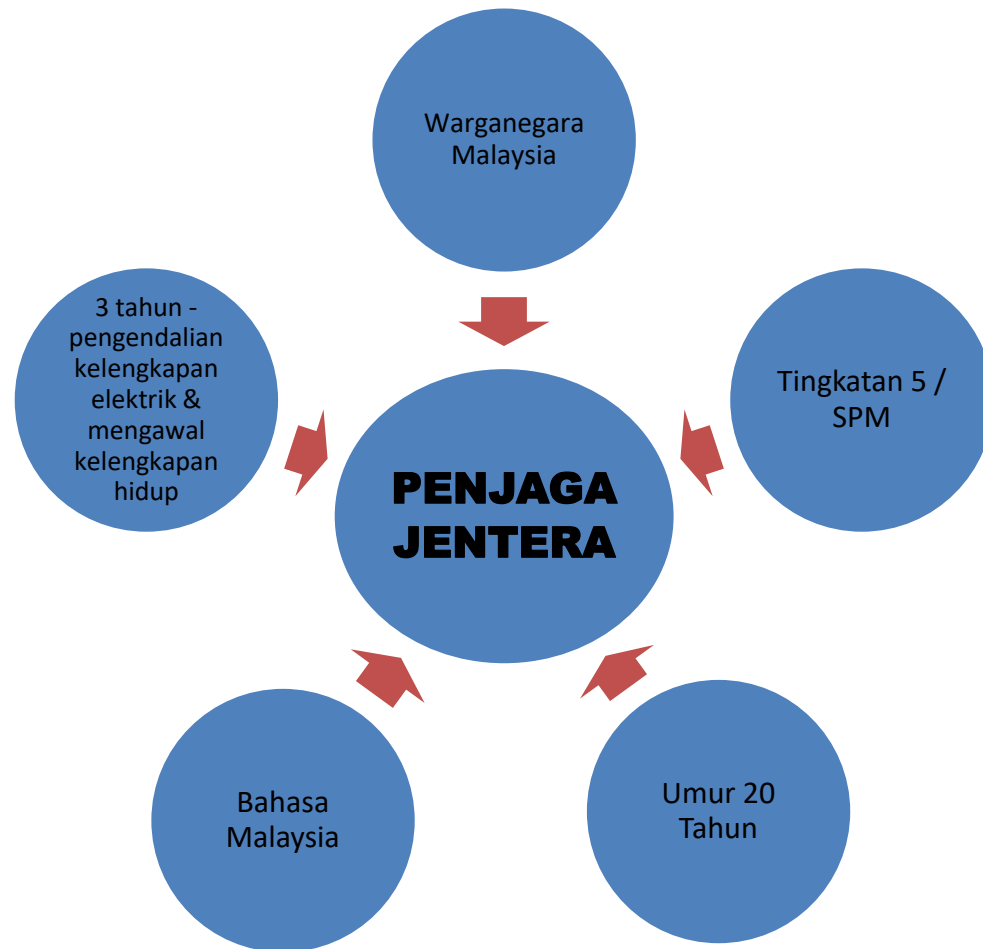 Warganegara
Malaysia
3 tahun -
pengendalian
kelengkapan
elektrik &
mengawal
kelengkapan
hidup
Tingkatan 5 /
SPM
PENJAGA
JENTERA
Bahasa
Malaysia
Umur 20
Tahun